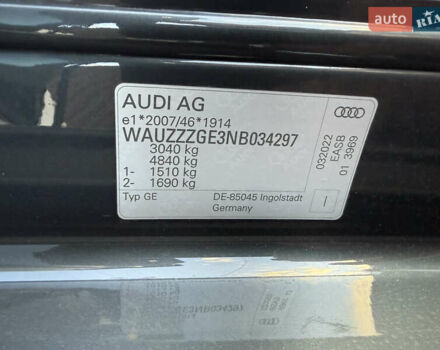 auto
RIA
AUDI AG
e1*2007/46*1914
WAUZZZGE3NB034297
3040 kg
4840 kg
1- 1510 kg
2- 1690 kg
Typ GE
DE-85045 Ingolstadt
Germany
I
032022
EASB
01 3969